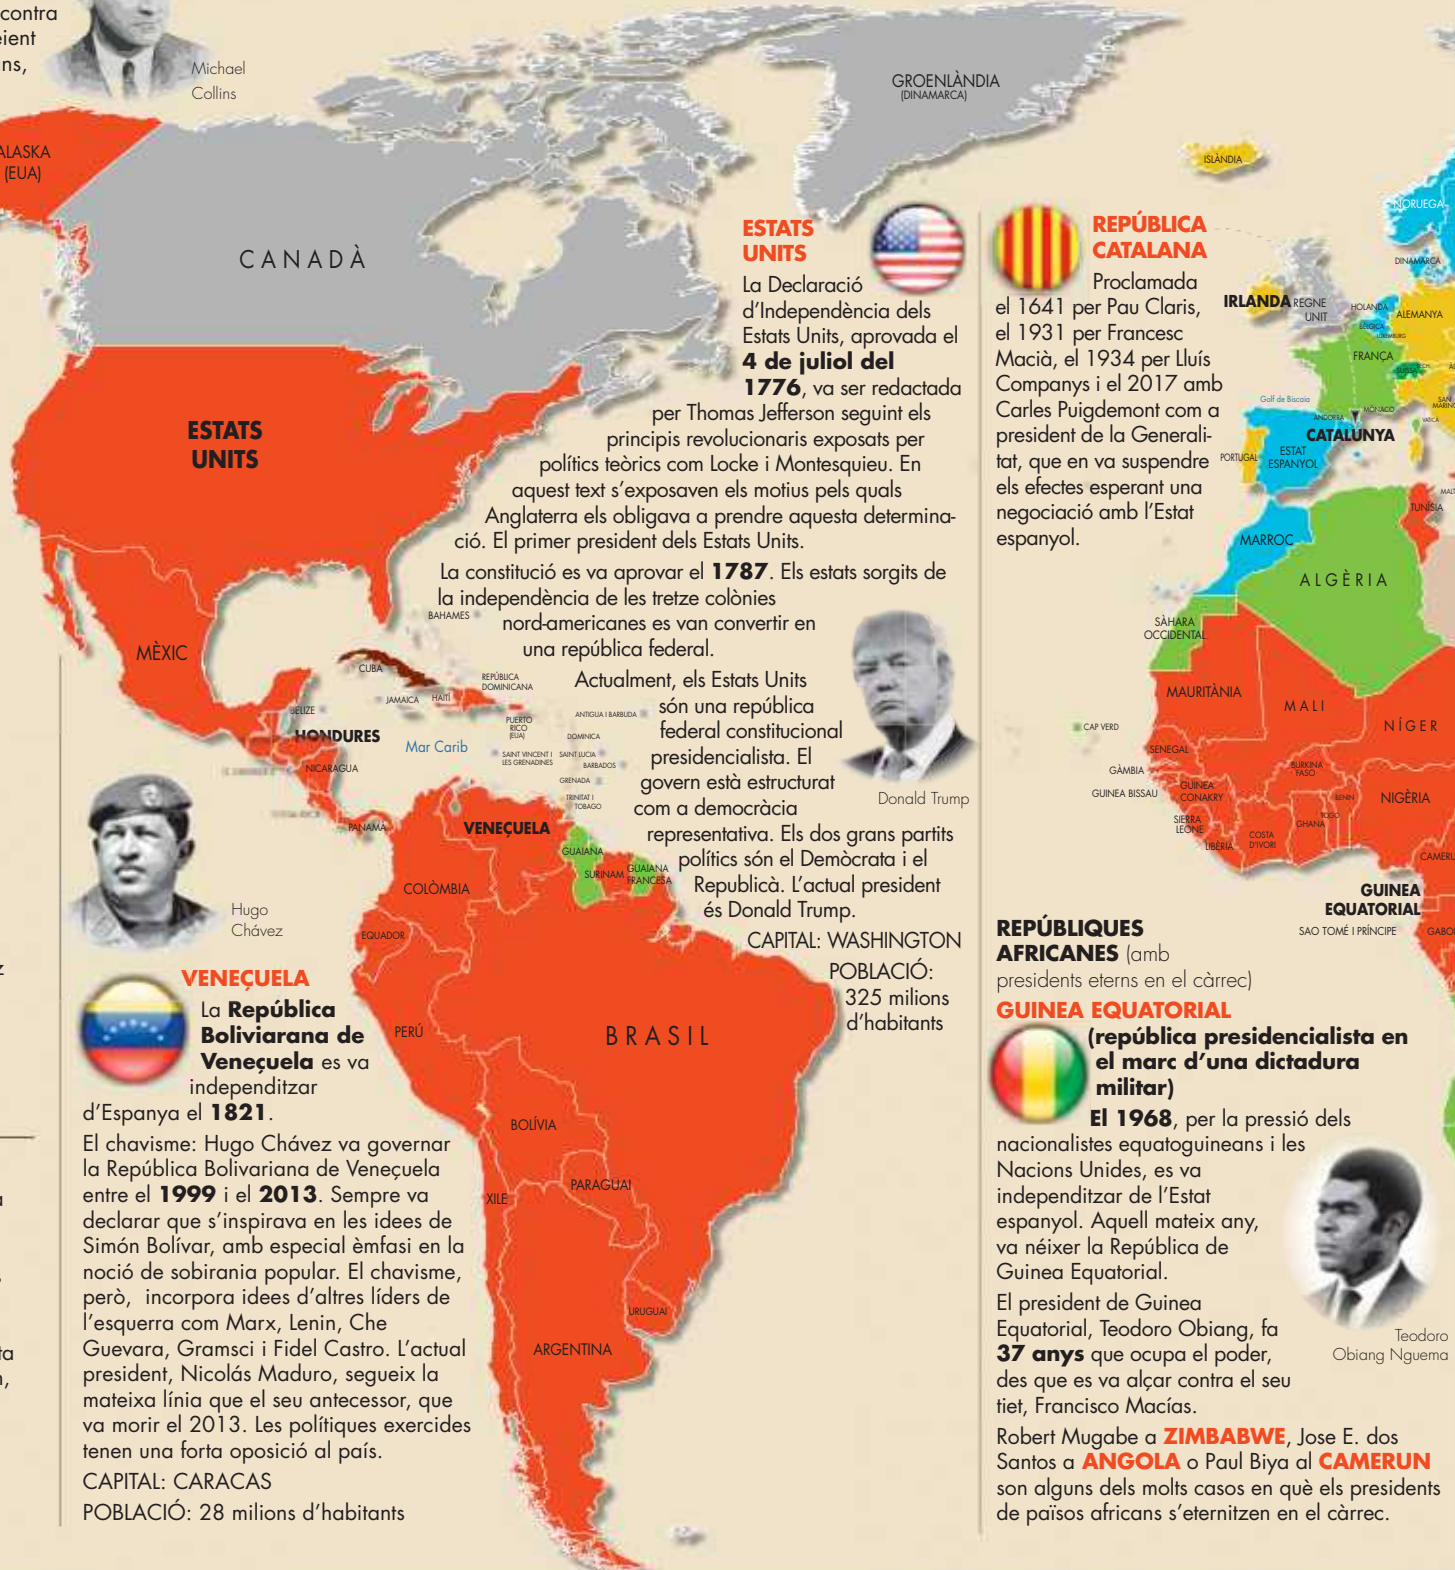 contra
eient
ns,
Michael
Collins
ALASKA
(EUA)
CANADÀ
GROENLÀNDIA
(DINAMARCA)
ISLÀNDIA
NORUEGA
DINAMARCA
IRLANDA
REGNE
UNIT
HOLANDA
BÈLGICA
LUXEMBURG
ALEMANYA
FRANÇA
SUÏSSA
Golf de Biscaia
ANDORRA
MÒNACO
SAN
MARINO
VATICÀ
CATALUNYA
PORTUGAL
ESTAT
ESPANYOL
MALT
TUNÍSIA
MARROC
ALGÈRIA
SÀHARA
OCCIDENTAL
MAURITÀNIA
MALI
NÍGER
CAP VERD
SENEGAL
GÀMBIA
GUINEA BISSAU
GUINEA
CONAKRY
SIERRA
LEONE
LIBÈRIA
COSTA
D'IVORI
BURKINA
FASO
GHANA
TOGO
BENIN
NIGÈRIA
CAMERU
GUINEA
EQUATORIAL
SAO TOMÉ I PRÍNCIPE
GABO
ESTATS
UNITS
MÈXIC
BAHAMES
CUBA
JAMAICA
HAITÍ
REPÚBLICA
DOMINICANA
PUERTO
RICO
(EUA)
ANTIGUA I BARBUDA
DOMINICA
SAINT VINCENT I
LES GRENADINES
SAINT LUCIA
BARBADOS
GRENADA
TRINITAT I
TOBAGO
BELIZE
HONDURES
NICARAGUA
PANAMÀ
Mar Carib
VENEÇUELA
GUAIANA
SURINAM
GUAIANA
FRANCESA
COLÒMBIA
EQUADOR
PERÚ
BRASIL
BOLÍVIA
PARAGUAI
XILE
URUGUAI
ARGENTINA
ESTATS
UNITS
La Declaració
d'Independència dels
Estats Units, aprovada el
4 de juliol del
1776, va ser redactada
per Thomas Jefferson seguint els
principis revolucionaris exposats per
polítics teòrics com Locke i Montesquieu. En
aquest text s'exposaven els motius pels quals
Anglaterra els obligava a prendre aquesta determina-
ció. El primer president dels Estats Units.
La constitució es va aprovar el 1787. Els estats sorgits de
la independència de les tretze colònies
nord-americanes es van convertir en
una república federal.
Actualment, els Estats Units
són una república
federal constitucional
presidencialista. El
govern està estructurat
com a democràcia
representativa. Els dos grans partits
polítics són el Demòcrata i el
Republicà. L'actual president
és Donald Trump.
CAPITAL: WASHINGTON
POBLACIÓ:
325 milions
d'habitants
Donald Trump
Hugo
Chávez
VENEÇUELA
La República
Boliviarana de
Veneçuela es va
independitzar
d'Espanya el 1821.
El chavisme: Hugo Chávez va governar
la República Bolivariana de Veneçuela
entre el 1999 i el 2013. Sempre va
declarar que s'inspirava en les idees de
Simón Bolívar, amb especial èmfasi en la
noció de sobirania popular. El chavisme,
però, incorpora idees d'altres líders de
l'esquerra com Marx, Lenin, Che
Guevara, Gramsci i Fidel Castro. L'actual
president, Nicolás Maduro, segueix la
mateixa línia que el seu antecessor, que
va morir el 2013. Les polítiques exercides
tenen una forta oposició al país.
CAPITAL: CARACAS
POBLACIÓ: 28 milions d'habitants
REPÚBLICA
CATALANA
Proclamada
el 1641 per Pau Claris,
el 1931 per Francesc
Macià, el 1934 per Lluís
Companys i el 2017 amb
Carles Puigdemont com a
president de la Generali-
tat, que en va suspendre
els efectes esperant una
negociació amb l'Estat
espanyol.
REPÚBLIQUES
AFRICANES (amb
presidents eterns en el càrrec)
GUINEA EQUATORIAL
(república presidencialista en
el marc d'una dictadura
militar)
El 1968, per la pressió dels
nacionalistes equatoguineans i les
Nacions Unides, es va
independitzar de l'Estat
espanyol. Aquell mateix any,
va néixer la República de
Guinea Equatorial.
El president de Guinea
Equatorial, Teodoro Obiang, fa
37 anys que ocupa el poder,
des que es va alçar contra el seu
tiet, Francisco Macías.
Robert Mugabe a ZIMBABWE, Jose E. dos
Santos a ANGOLA o Paul Biya al CAMERUN
son alguns dels molts casos en què els presidents
de països africans s'eternitzen en el càrrec.
Teodoro
Obiang Nguema